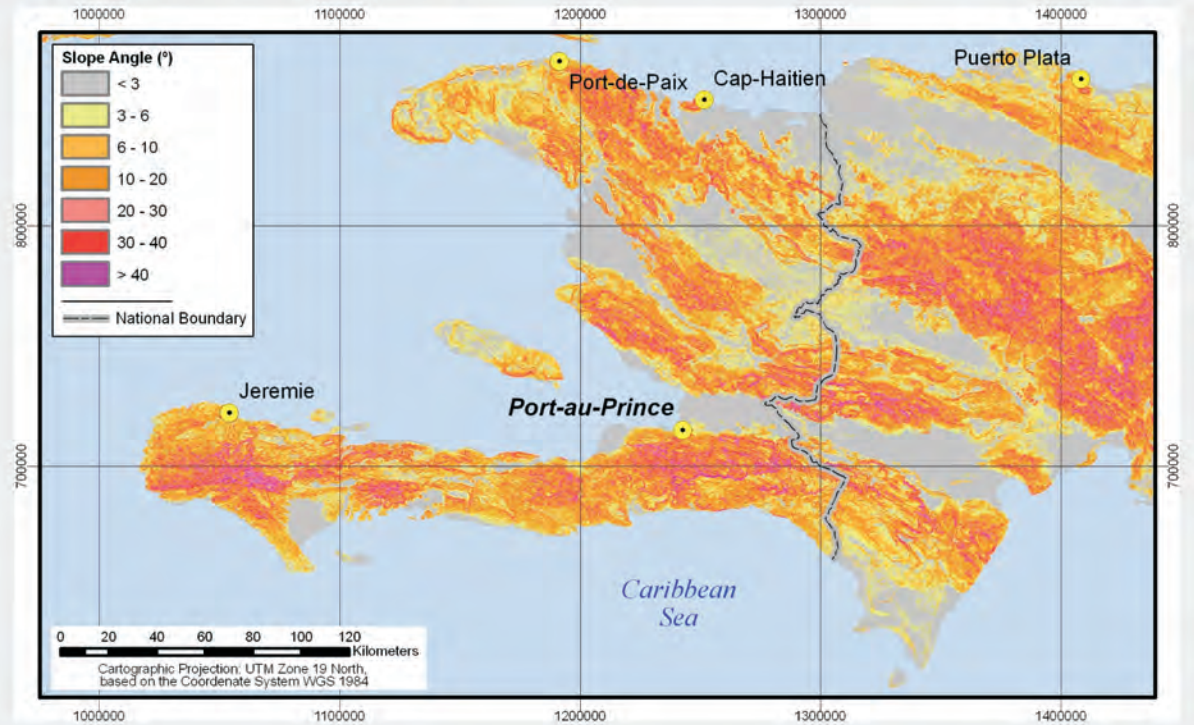 1000000 1100000 1200000 1300000 1400000
Slope Angle (º)
< 3
3 - 6
6 - 10
10 - 20
20 - 30
30 - 40
> 40
National Boundary
Port-de-Paix
Cap-Haitien
Puerto Plata
800000 800000
Jeremie
Port-au-Prince
700000 700000
Caribbean
Sea
0 20 40 60 80 100 120
Kilometers
Cartographic Projection: UTM Zone 19 North,
based on the Coordenate System WGS 1984
1000000 1100000 1200000 1300000 1400000